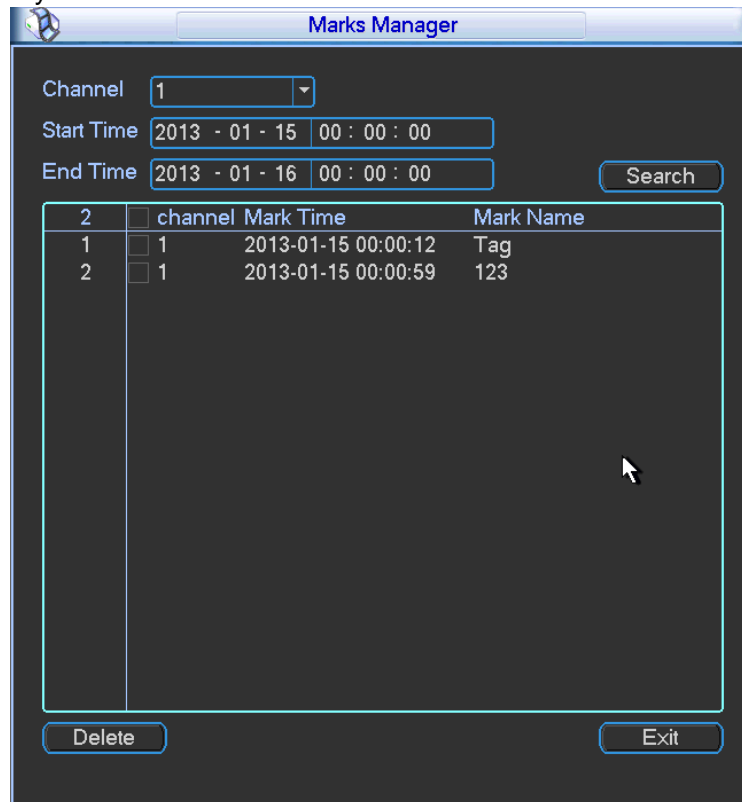 Marks Manager
Channel 1
Start Time 2013 - 01 - 15 00 : 00 : 00
End Time 2013 - 01 - 16 00 : 00 : 00
Search
2 channel Mark Time Mark Name
1 1 2013-01-15 00:00:12 Tag
2 1 2013-01-15 00:00:59 123
Delete Exit